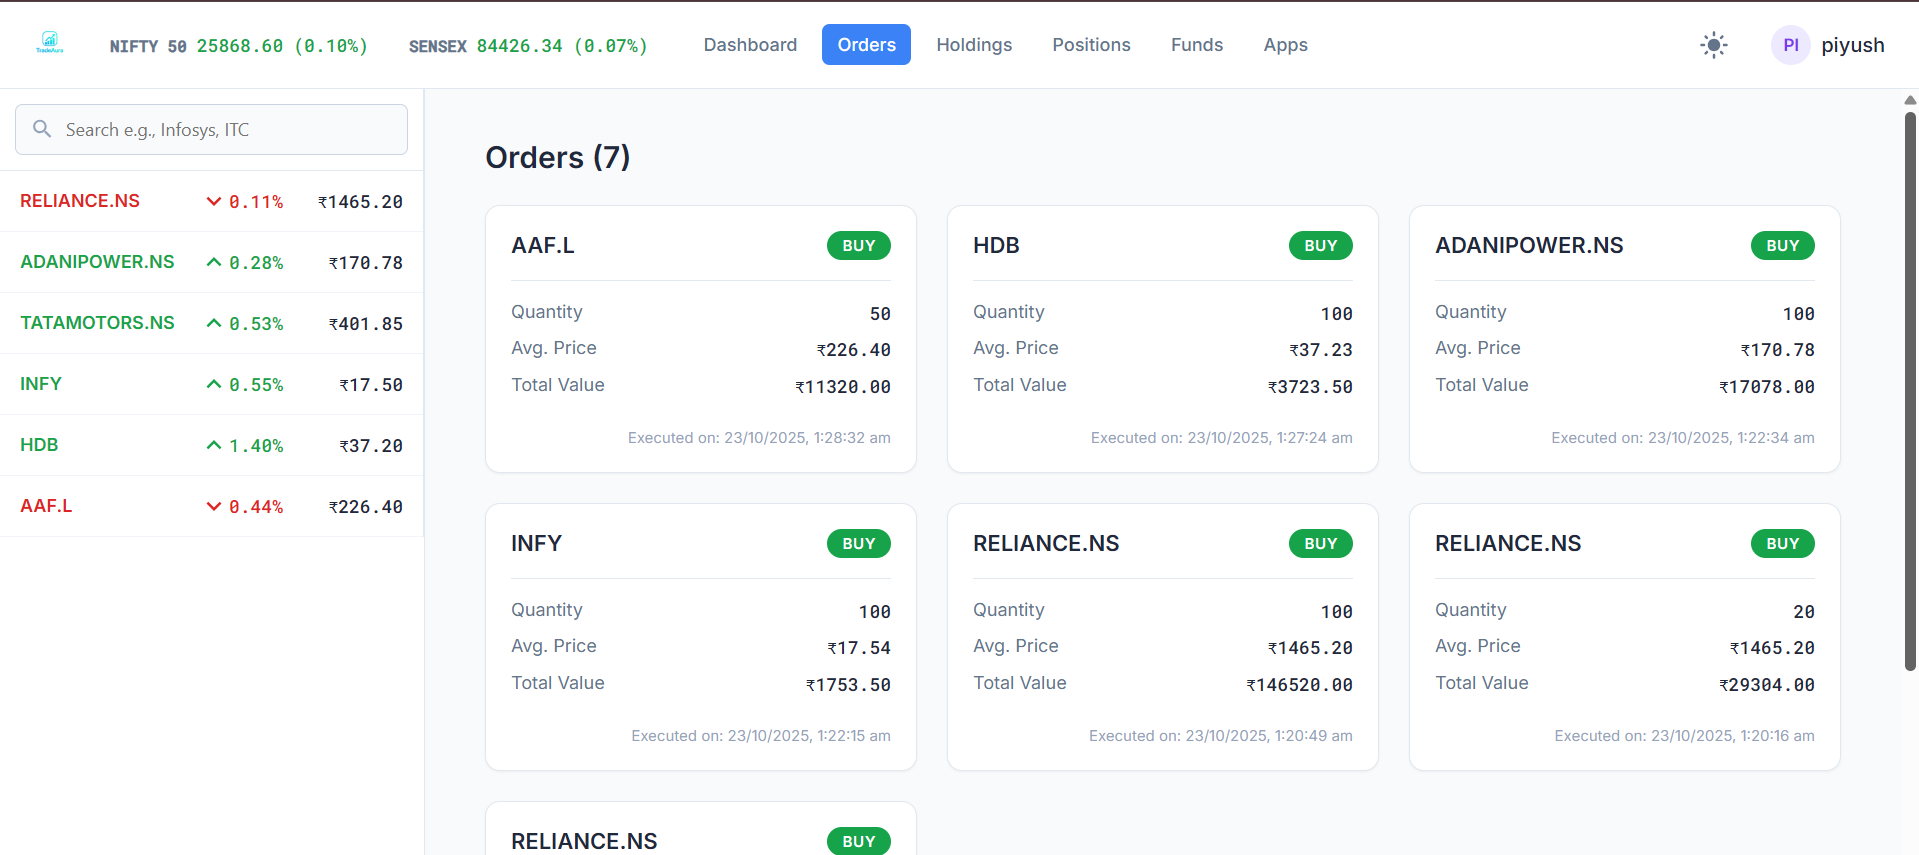 TradeAura
NIFTY 50 25868.60 (0.10%) SENSEX 84426.34 (0.07%) Dashboard Orders Holdings Positions Funds Apps PI piyush
Search e.g., Infosys, ITC
RELIANCE.NS 0.11% ₹1465.20
ADANIPOWER.NS 0.28% ₹170.78
TATAMOTORS.NS 0.53% ₹401.85
INFY 0.55% ₹17.50
HDB 1.40% ₹37.20
AAF.L 0.44% ₹226.40
Orders (7)
AAF.L BUY
Quantity 50
Avg. Price ₹226.40
Total Value ₹11320.00
Executed on: 23/10/2025, 1:28:32 am
HDB BUY
Quantity 100
Avg. Price ₹37.23
Total Value ₹3723.50
Executed on: 23/10/2025, 1:27:24 am
ADANIPOWER.NS BUY
Quantity 100
Avg. Price ₹170.78
Total Value ₹17078.00
Executed on: 23/10/2025, 1:22:34 am
INFY BUY
Quantity 100
Avg. Price ₹17.54
Total Value ₹1753.50
Executed on: 23/10/2025, 1:22:15 am
RELIANCE.NS BUY
Quantity 100
Avg. Price ₹1465.20
Total Value ₹146520.00
Executed on: 23/10/2025, 1:20:49 am
RELIANCE.NS BUY
Quantity 20
Avg. Price ₹1465.20
Total Value ₹29304.00
Executed on: 23/10/2025, 1:20:16 am
RELIANCE.NS BUY